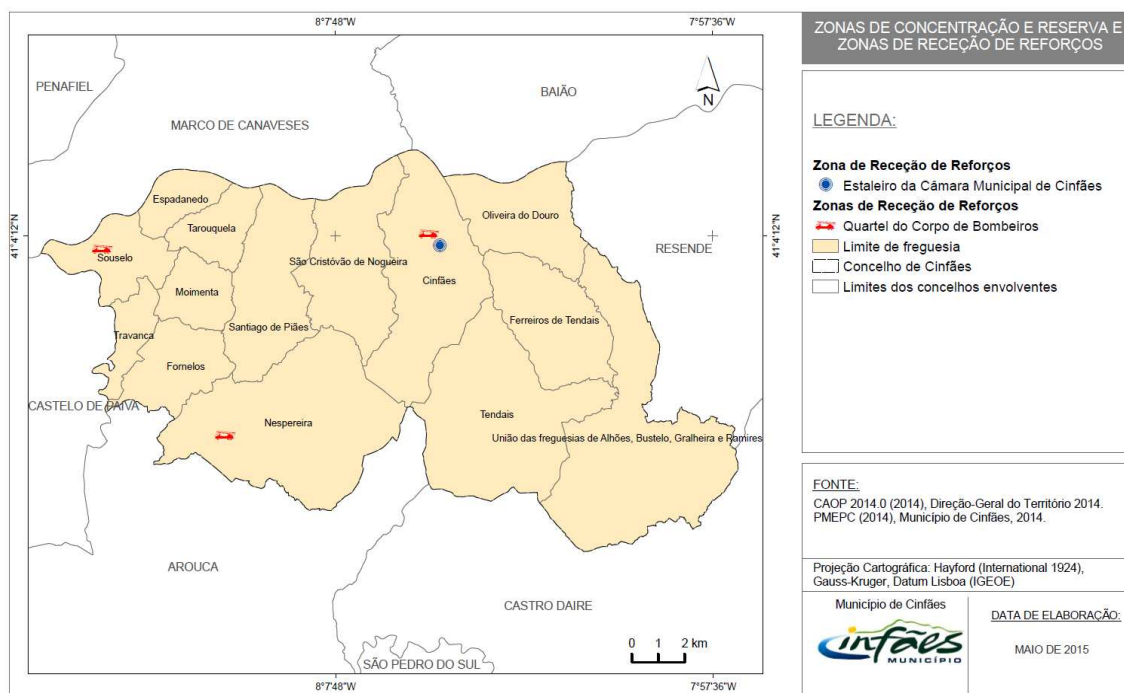 8°7'48"W
7°57'36"W
PENAFIEL
BAIÃO
N
MARCO DE CANAVESES
Espadanedo
Oliveira do Douro
Tarouquela
41°4'12"N
41°4'12"N
RESENDE
Souselo
São Cristóvão de Nogueira
Cinfães
Moimenta
Ferreiros de Tendais
Santiago de Piães
Travanca
Fornelos
CASTELO DE PAIVA
Tendais
Nespereira
União das freguesias de Alhões, Bustelo, Gralheira e Ramires
AROUCA
CASTRO DAIRE
0 1 2 km
SÃO PEDRO DO SUL
8°7'48"W
7°57'36"W
ZONAS DE CONCENTRAÇÃO E RESERVA E
ZONAS DE RECEÇÃO DE REFORÇOS
LEGENDA:
Zona de Receção de Reforços
Estaleiro da Câmara Municipal de Cinfães
Zonas de Receção de Reforços
Quartel do Corpo de Bombeiros
Limite de freguesia
Concelho de Cinfães
Limites dos concelhos envolventes
FONTE:
CAOP 2014.0 (2014), Direção-Geral do Território 2014.
PMEPC (2014), Município de Cinfães, 2014.
Projeção Cartográfica: Hayford (International 1924),
Gauss-Kruger, Datum Lisboa (IGEOE)
Município de Cinfães
Cinfães
MUNICÍPIO
DATA DE ELABORAÇÃO:
MAIO DE 2015